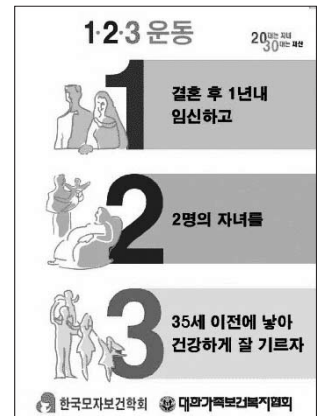 1·2·3 운동
20대는 자녀
30대는 재산
1
결혼 후 1년내
임신하고
2
2명의 자녀를
3
35세 이전에 낳아
건강하게 잘 기르자
한국모자보건학회 대한가족보건복지협회